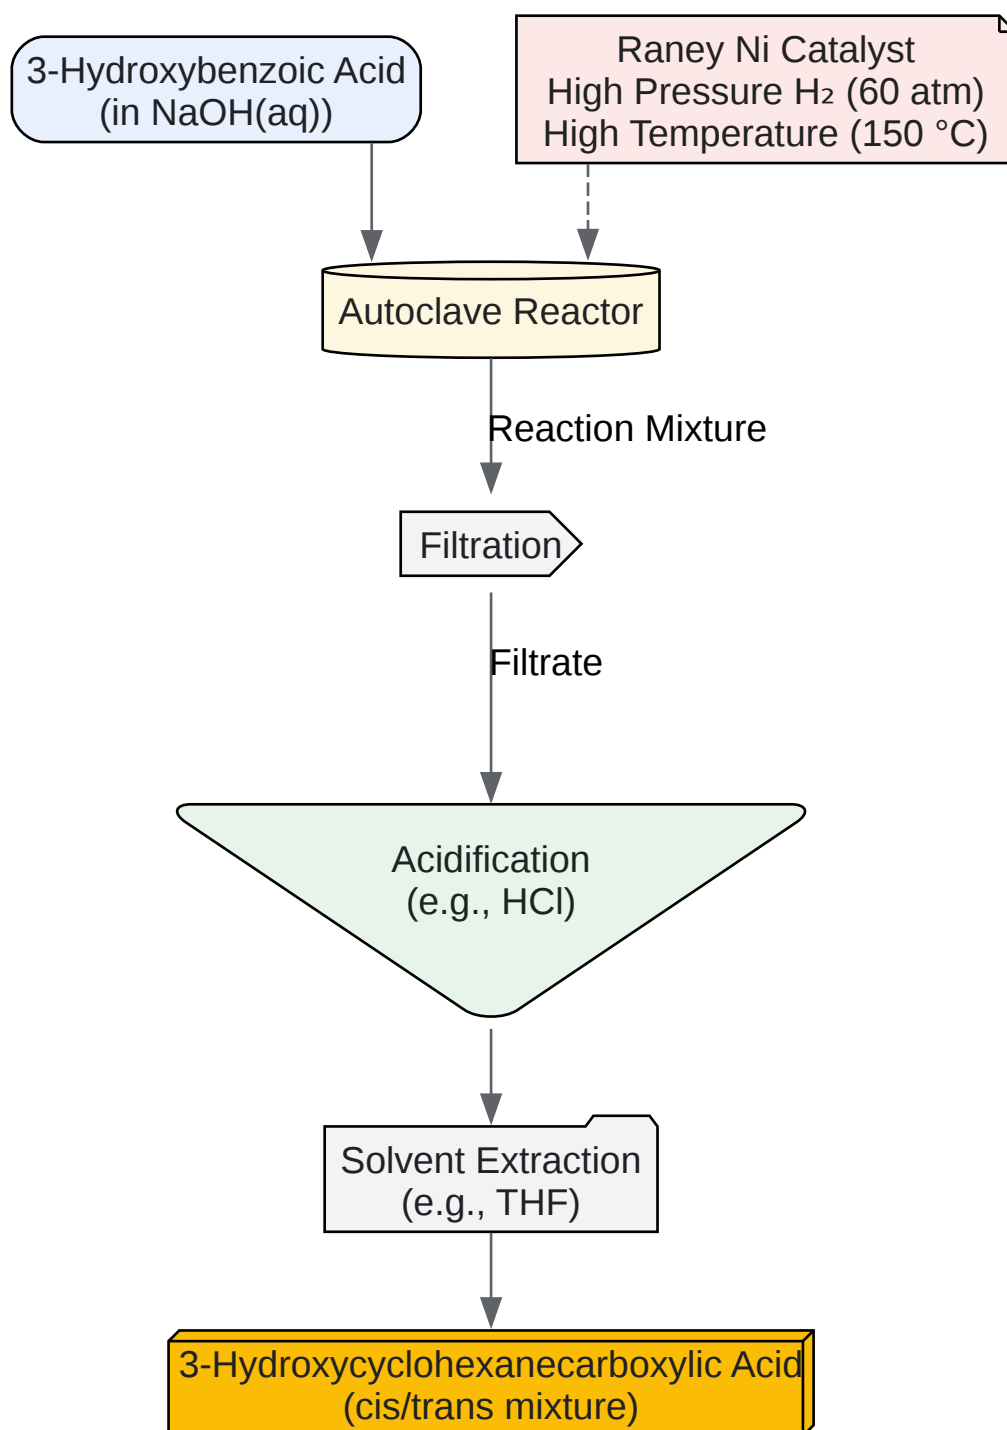 3-Hydroxybenzoic Acid
(in NaOH(aq))
Raney Ni Catalyst
High Pressure H₂ (60 atm)
High Temperature (150 °C)
Autoclave Reactor
Reaction Mixture
Filtration
Filtrate
Acidification
(e.g., HCl)
Solvent Extraction
(e.g., THF)
3-Hydroxycyclohexanecarboxylic Acid
(cis/trans mixture)